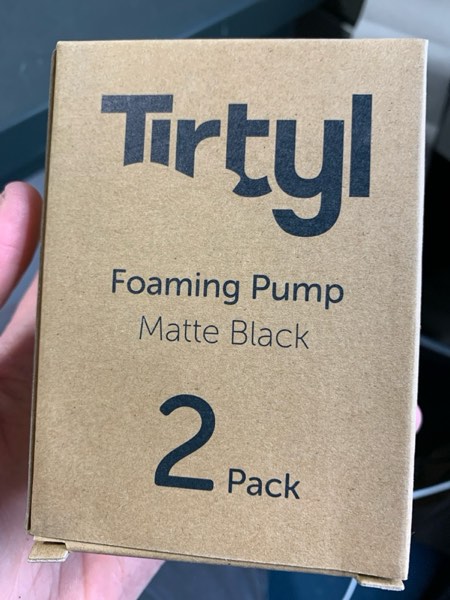 Tirtyl
Foaming Pump
Matte Black
2 Pack